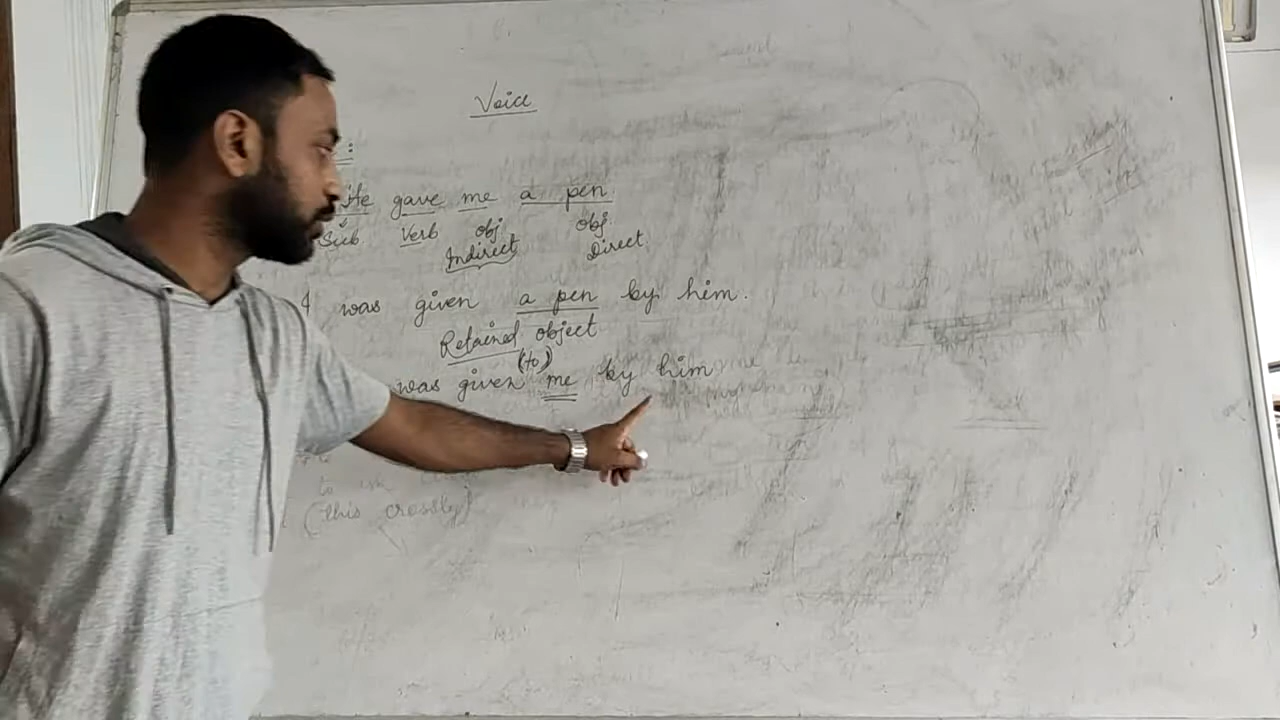 Voice
He gave me a pen.
Sub Verb obj obj.
Indirect Direct.
I was given a pen by him.
Retained object
(to)
was given me by him
to
(this crossly)